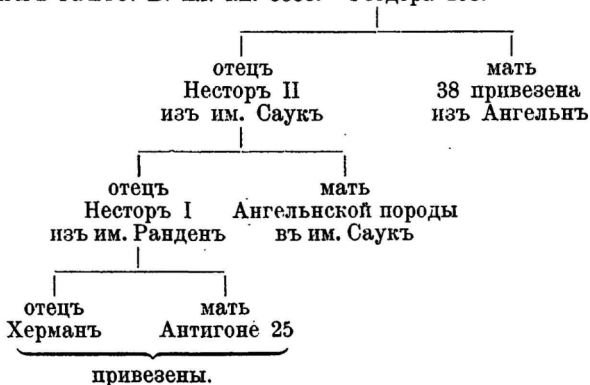 отецъ мать
Несторъ II 38 привезена
изъ им. Саукъ изъ Ангельнъ
отецъ мать
Несторъ I Ангельнской породы
изъ им. Ранденъ въ им. Саукъ
отецъ мать
Херманъ Антигоне 25
привезены.